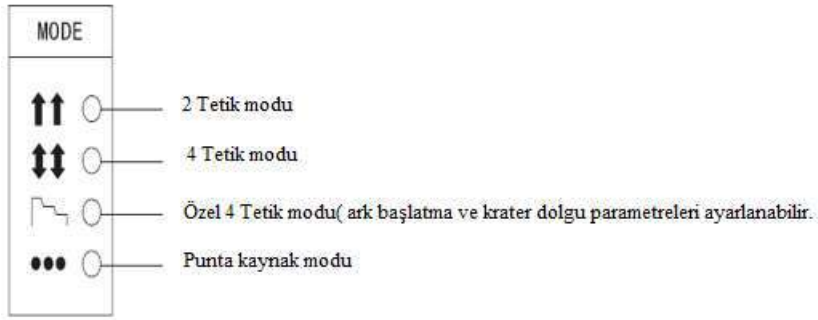 MODE
2 Tetik modu
4 Tetik modu
Özel 4 Tetik modu( ark başlatma ve krater dolgu parametreleri ayarlanabilir.
Punta kaynak modu